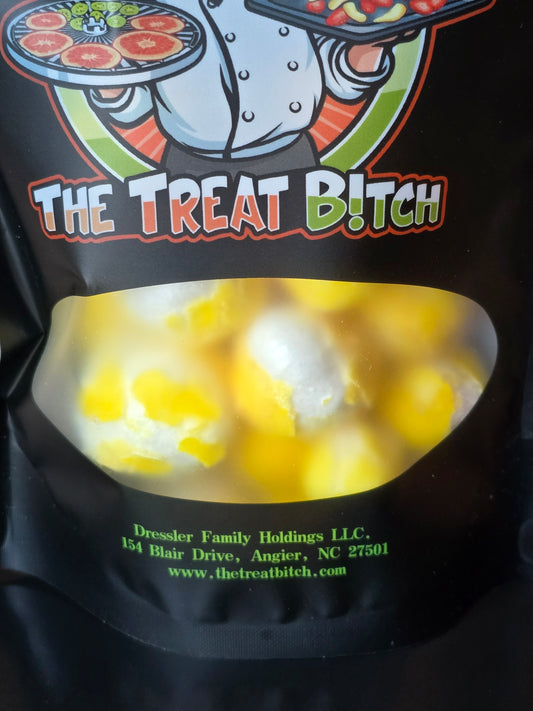 THE TREAT B!TCH
Dressler Family Holdings LLC.
154 Blair Drive, Angier, NC 27501
www.thetreatbitch.com